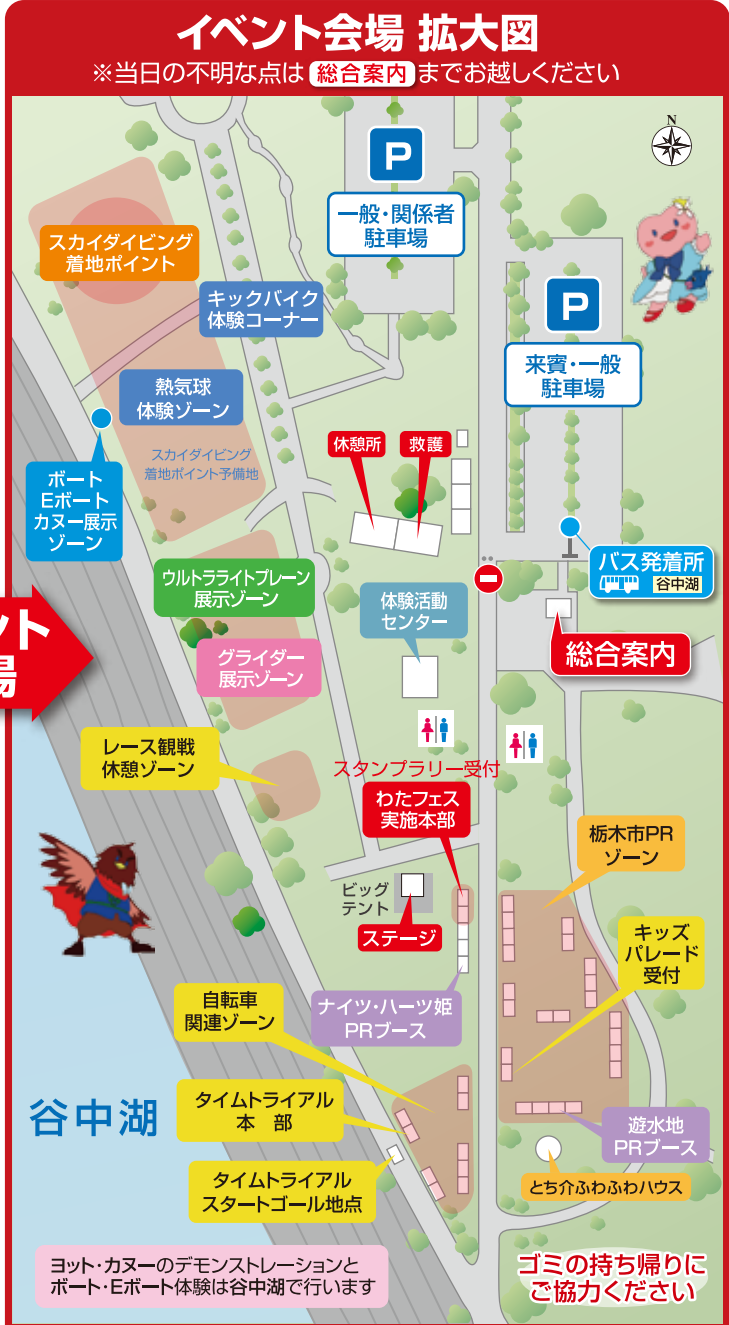 イベント会場 拡大図
※当日の不明な点は 総合案内 までお越しください
N
P
一般・関係者
駐車場
スカイダイビング
着地ポイント
キックバイク
体験コーナー
P
来賓・一般
駐車場
熱気球
体験ゾーン
スカイダイビング
着地ポイント予備地
休憩所
救護
ボート
Eボート
カヌー展示
ゾーン
バス発着所
谷中湖
ウルトラライトプレーン
展示ゾーン
体験活動
センター
総合案内
グライダー
展示ゾーン
ント
場
レース観戦
休憩ゾーン
スタンプラリー受付
わたフェス
実施本部
栃木市PR
ゾーン
ビッグ
テント
ステージ
キッズ
パレード
受付
自転車
関連ゾーン
ナイツ・ハーツ姫
PRブース
谷中湖
タイムトライアル
本 部
遊水地
PRブース
タイムトライアル
スタートゴール地点
とち介ふわふわハウス
ヨット・カヌーのデモンストレーションと
ボート・Eボート体験は谷中湖で行います
ゴミの持ち帰りに
ご協力ください